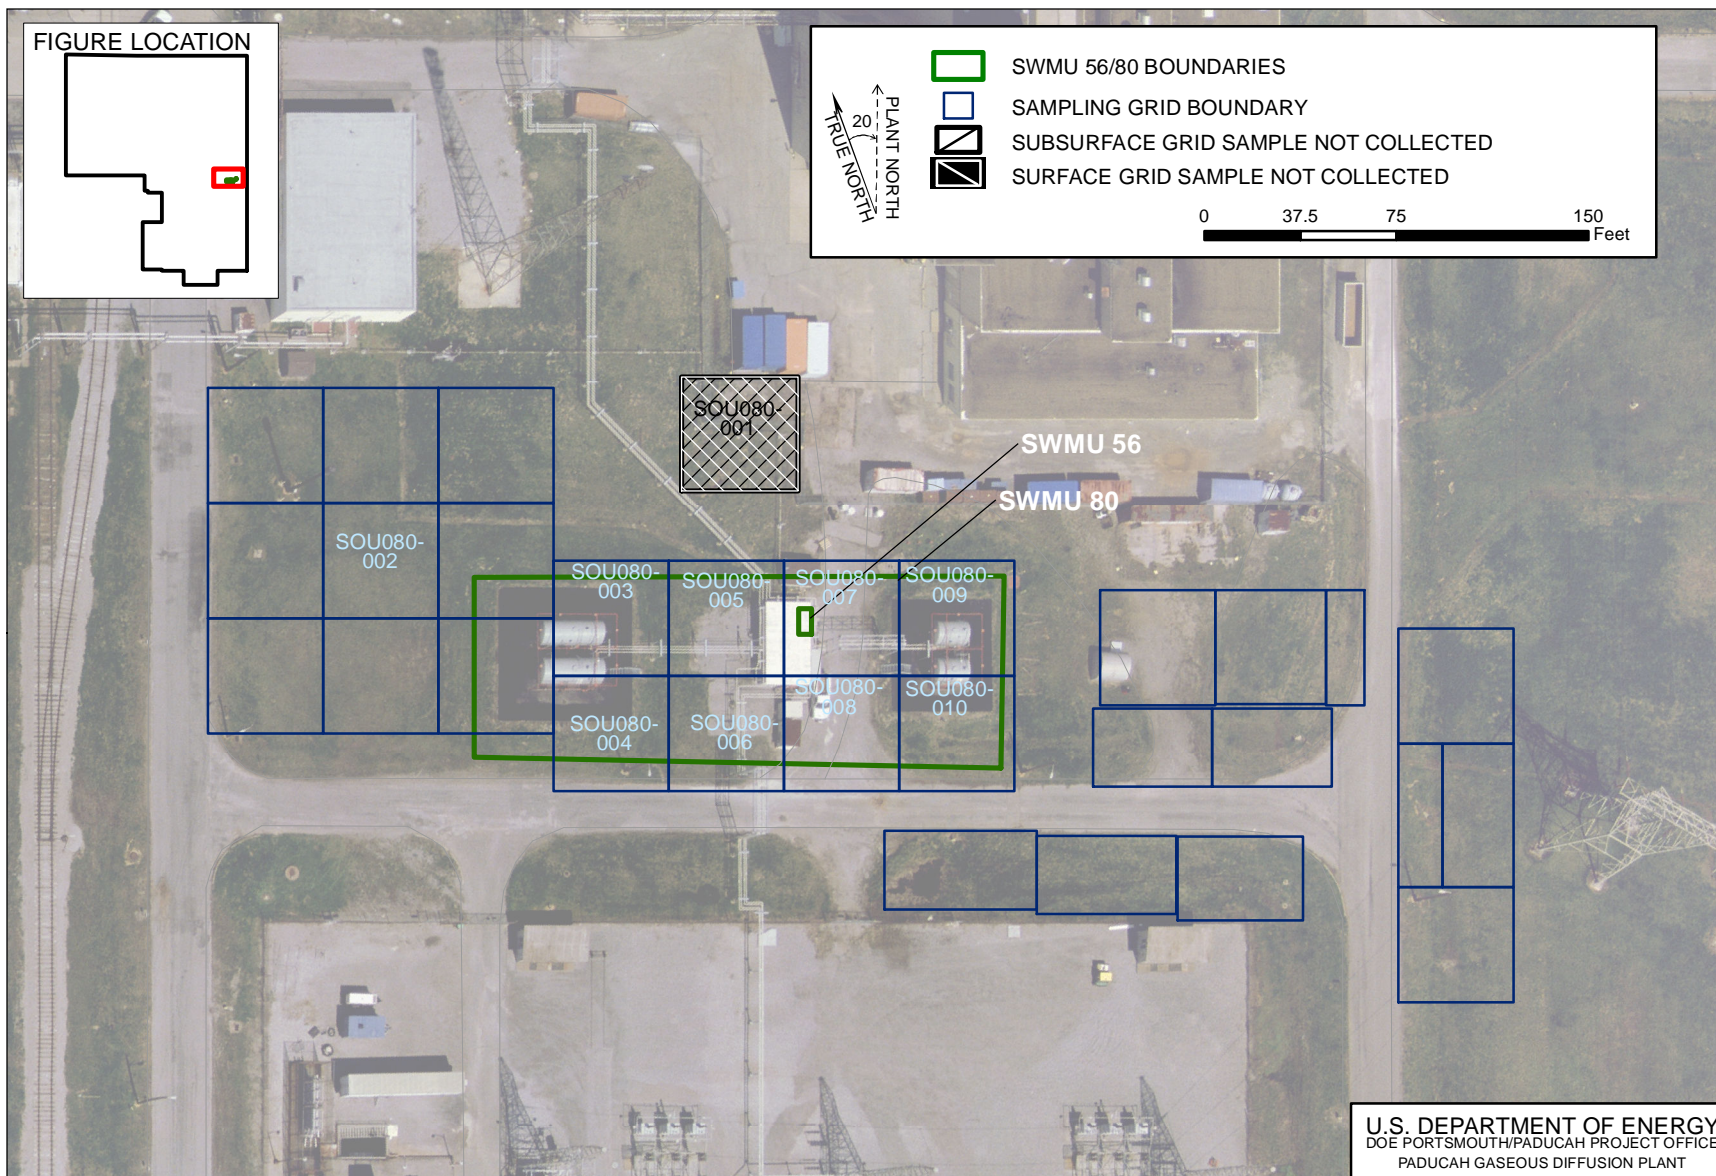 FIGURE LOCATION
SWMU 56/80 BOUNDARIES
SAMPLING GRID BOUNDARY
SUBSURFACE GRID SAMPLE NOT COLLECTED
SURFACE GRID SAMPLE NOT COLLECTED
TRUE NORTH
20
PLANT NORTH
0 37.5 75 150
Feet
SOU080-
001
SWMU 56
SWMU 80
SOU080-
002
SOU080-
003
SOU080-
005
SOU080-
007
SOU080-
009
SOU080-
004
SOU080-
006
SOU080-
008
SOU080-
010
U.S. DEPARTMENT OF ENERGY
DOE PORTSMOUTH/PADUCAH PROJECT OFFICE
PADUCAH GASEOUS DIFFUSION PLANT